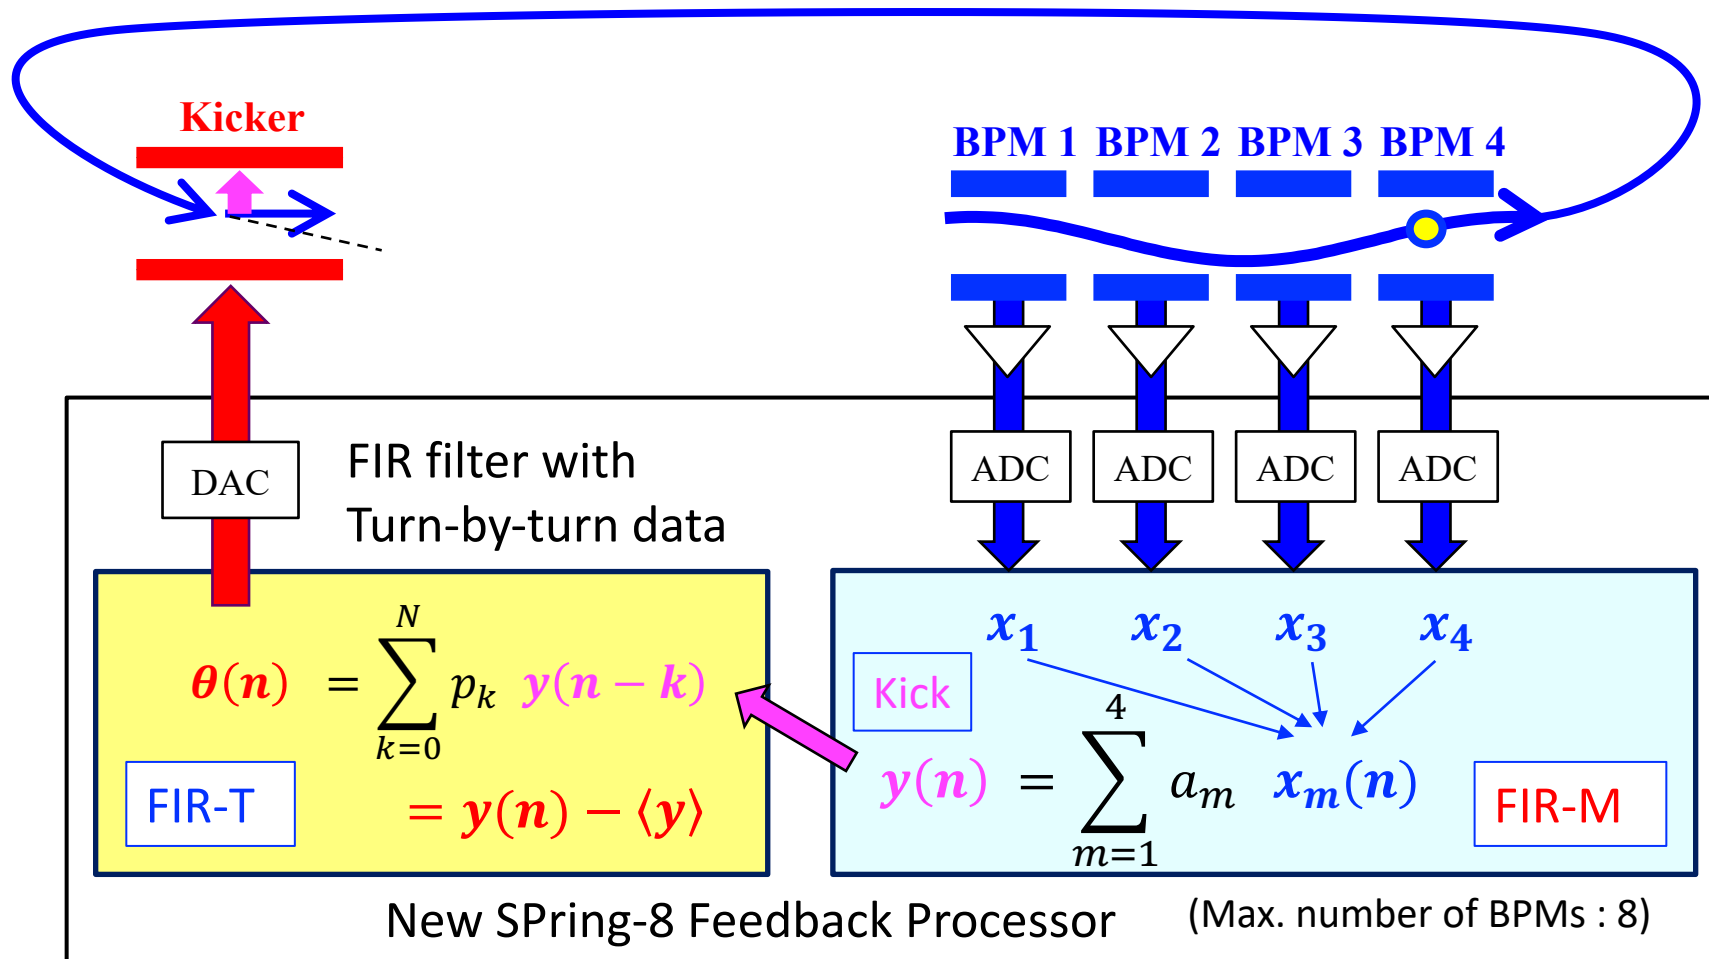 Kicker
BPM 1 BPM 2 BPM 3 BPM 4
DAC
FIR filter with
Turn-by-turn data
ADC ADC ADC ADC
x₁ x₂ x₃ x₄
Kick
θ(n) = ∑_{k=0}^{N} p_k y(n − k)
= y(n) − ⟨y⟩
FIR-T
y(n) = ∑_{m=1}^{4} a_m x_m(n)
FIR-M
New SPring-8 Feedback Processor
(Max. number of BPMs : 8)